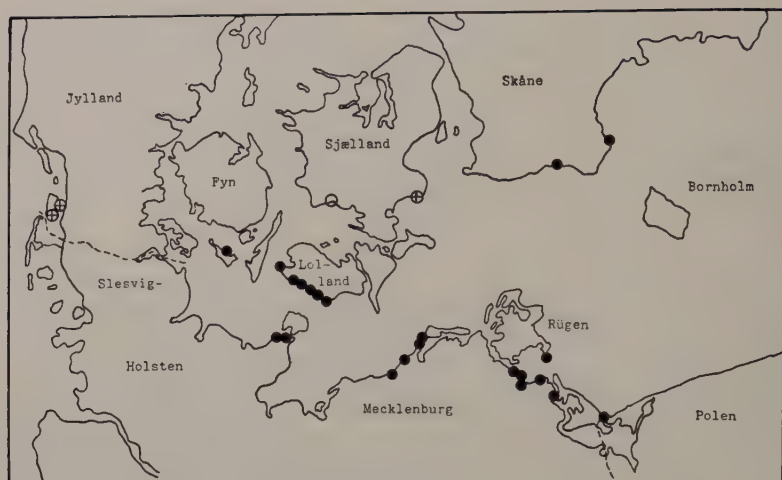 Skåne
Jylland
Sjælland
Fyn
Bornholm
Lol-
land
Slesvig-
Rügen
Holsten
Mecklenburg
Polen